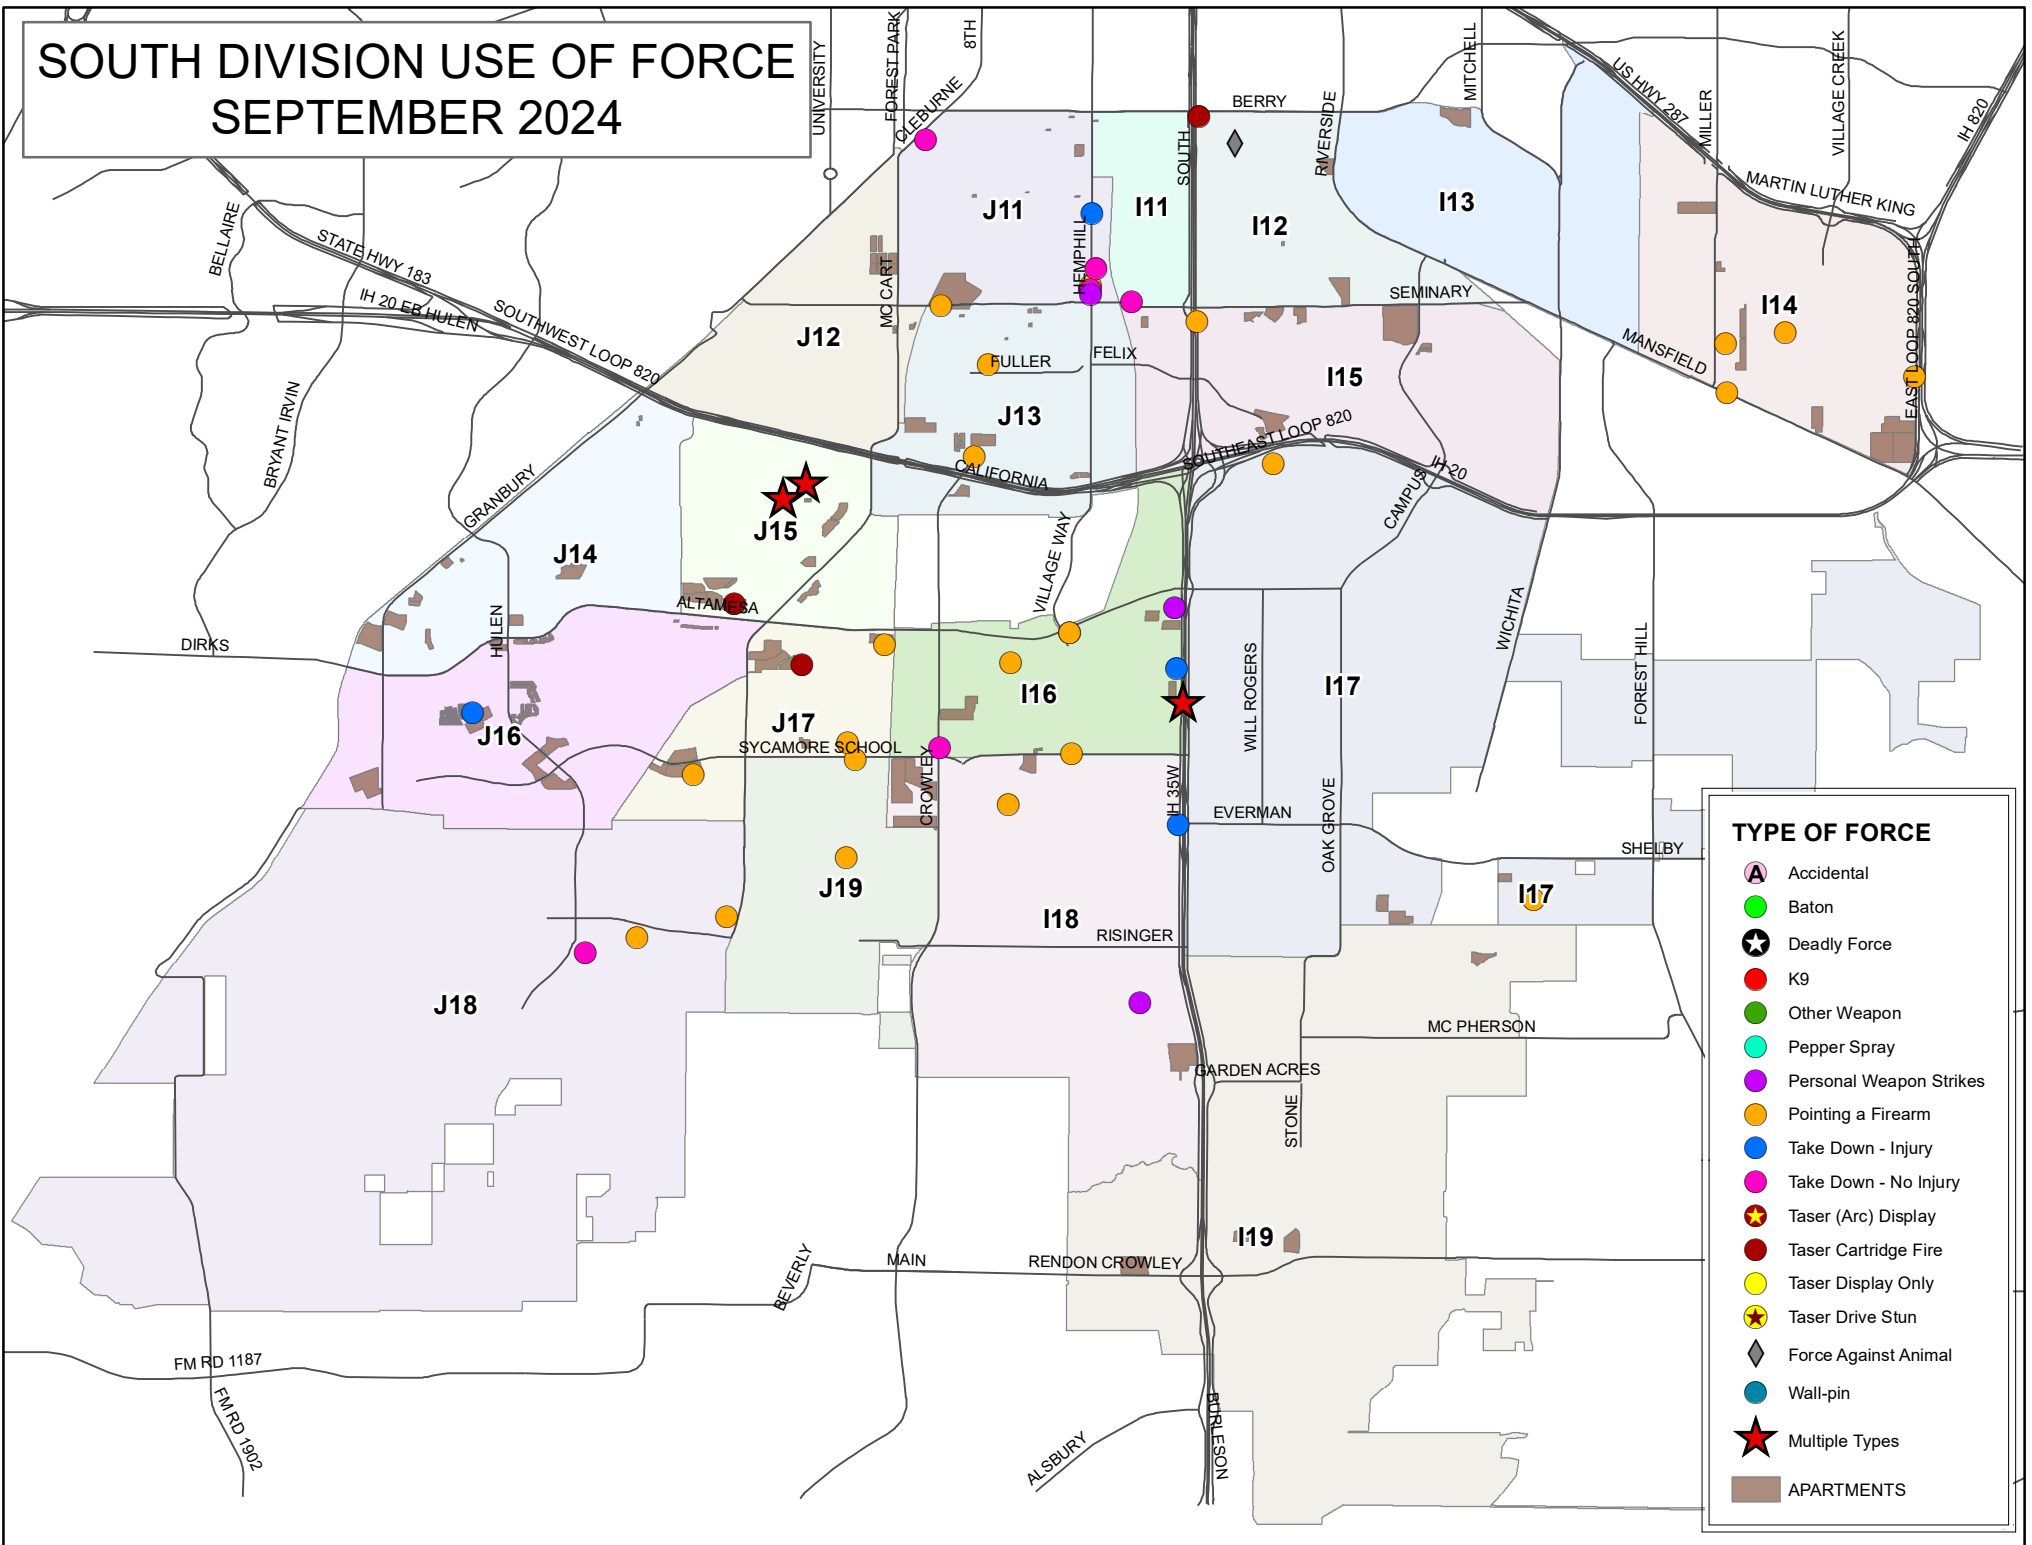 SOUTH DIVISION USE OF FORCE
SEPTEMBER 2024
UNIVERSITY
FOREST PARK
8TH
CLEBURNE
BERRY
SOUTH
RIVERSIDE
MITCHELL
US HWY 287
MILLER
VILLAGE CREEK
IH 820
MARTIN LUTHER KING
BELLAIRE
STATE HWY 183
IH 20 EB HULEN
SOUTHWEST LOOP 820
MC CART
HEMPHILL
J11
I11
I12
I13
I14
SEMINARY
EAST LOOP 820 SOUTH
MANSFIELD
J12
FULLER
FELIX
J13
I15
BRYANT IRVIN
GRANBURY
CALIFORNIA
SOUTHEAST LOOP 820
IH 20
CAMPUS
J15
J14
VILLAGE WAY
ALTAMESA
HULEN
DIRKS
WICHITA
FOREST HILL
WILL ROGERS
I16
I17
J16
J17
SYCAMORE SCHOOL
CROWLEY
IH 35W
EVERMAN
OAK GROVE
SHELBY
I17
J19
I18
RISINGER
J18
MC PHERSON
GARDEN ACRES
STONE
I19
BEVERLY
MAIN
RENDON CROWLEY
FM RD 1187
FM RD 1902
ALSBURY
BURLESON
TYPE OF FORCE
A Accidental
Baton
Deadly Force
K9
Other Weapon
Pepper Spray
Personal Weapon Strikes
Pointing a Firearm
Take Down - Injury
Take Down - No Injury
Taser (Arc) Display
Taser Cartridge Fire
Taser Display Only
Taser Drive Stun
Force Against Animal
Wall-pin
Multiple Types
APARTMENTS